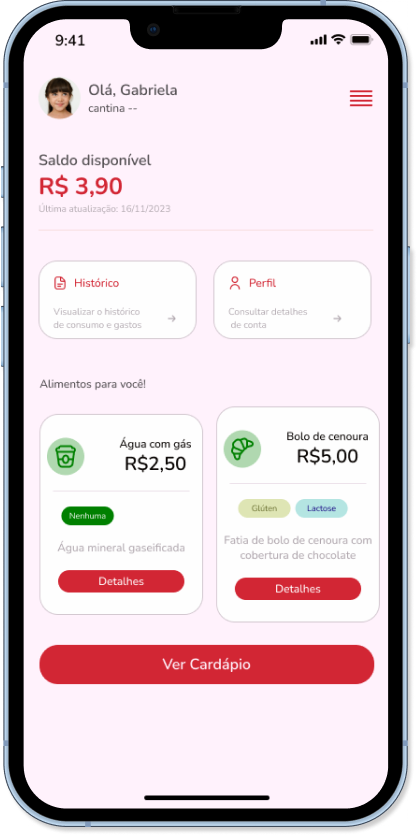 9:41
Olá, Gabriela
cantina --
Saldo disponível
R$ 3,90
Última atualização: 16/11/2023
Histórico
Visualizar o histórico
de consumo e gastos
Perfil
Consultar detalhes
de conta
Alimentos para você!
Água com gás
R$2,50
Nenhuma
Água mineral gaseificada
Detalhes
Bolo de cenoura
R$5,00
Glúten
Lactose
Fatia de bolo de cenoura com
cobertura de chocolate
Detalhes
Ver Cardápio